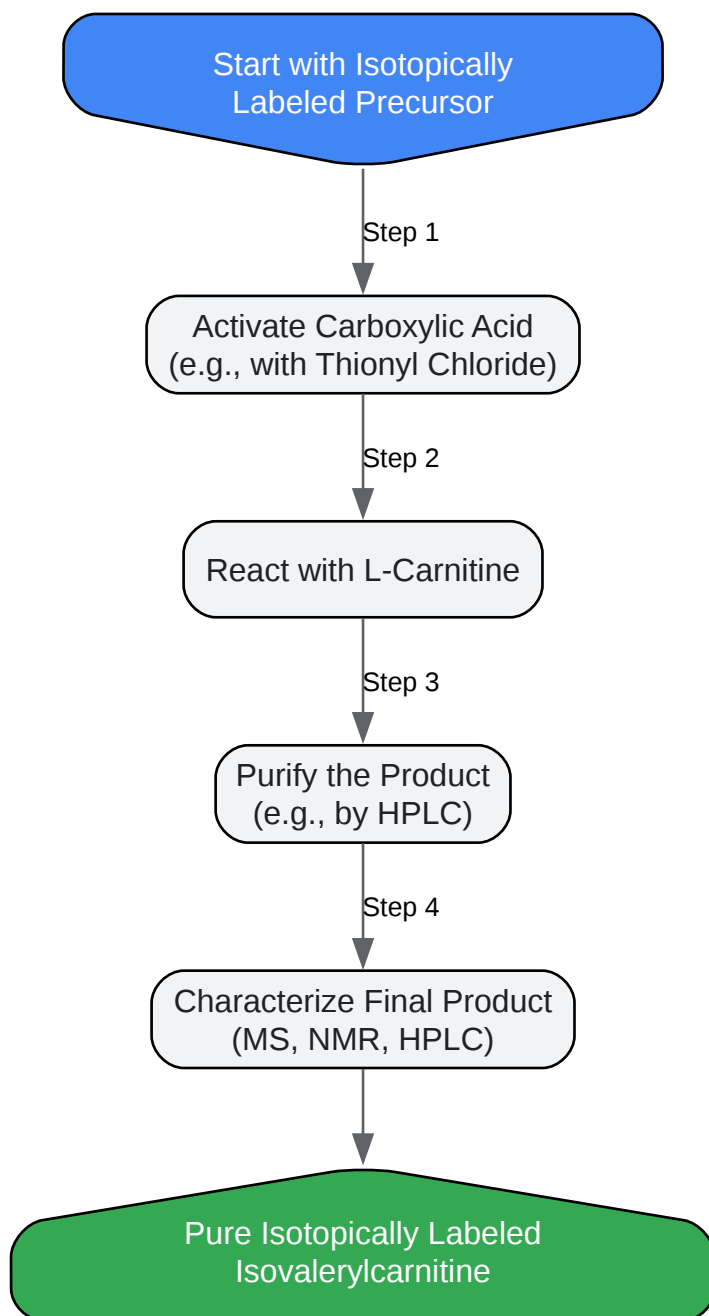 Start with Isotopically
Labeled Precursor
Step 1
Activate Carboxylic Acid
(e.g., with Thionyl Chloride)
Step 2
React with L-Carnitine
Step 3
Purify the Product
(e.g., by HPLC)
Step 4
Characterize Final Product
(MS, NMR, HPLC)
Pure Isotopically Labeled
Isovalerylcarnitine